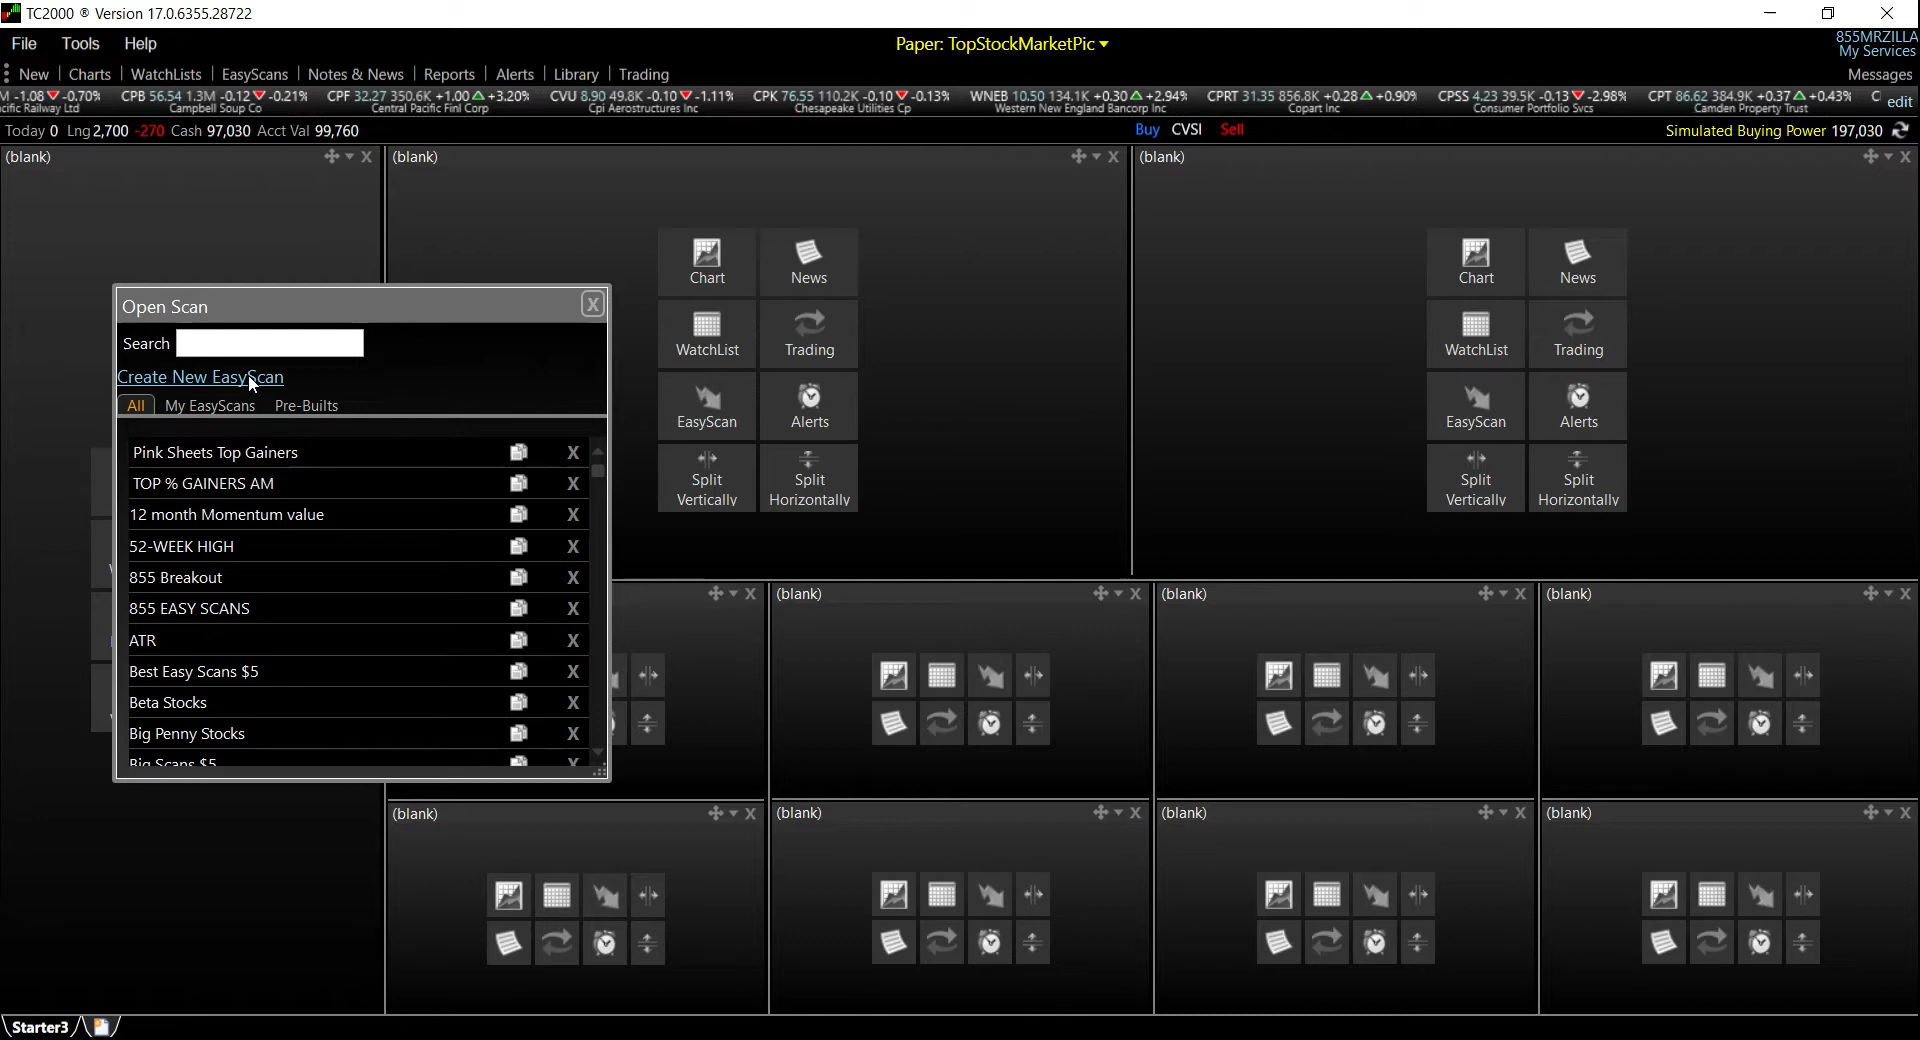 TC2000 ® Version 17.0.6355.28722
File Tools Help
Paper: TopStockMarketPic
855MRZILLA
My Services
New Charts WatchLists EasyScans Notes & News Reports Alerts Library Trading
Messages
M -1.08 -0.70% CPB 56.54 1.3M -0.12 -0.21% CPF 32.27 350.6K +1.00 +3.20% CVU 8.90 49.8K -0.10 -1.11% CPK 76.55 110.2K -0.10 -0.13% WNEB 10.50 134.1K +0.30 +2.94% CPRT 31.35 856.8K +0.28 +0.90% CPSS 4.23 39.5K -0.13 -2.98% CPT 86.62 384.9K +0.37 +0.43% C edit
cific Railway Ltd Campbell Soup Co Central Pacific Finl Corp Cpi Aerostructures Inc Chesapeake Utilities Cp Western New England Bancorp Inc Copart Inc Consumer Portfolio Svcs Camden Property Trust
Today 0 Lng 2,700 -270 Cash 97,030 Acct Val 99,760 Buy CVSI Sell Simulated Buying Power 197,030
(blank) X (blank) X (blank) X
Chart News
WatchList Trading
EasyScan Alerts
Split Vertically
Split Horizontally
Chart News
WatchList Trading
EasyScan Alerts
Split Vertically
Split Horizontally
Open Scan X
Search
Create New EasyScan
All My EasyScans Pre-Builts
Pink Sheets Top Gainers X
TOP % GAINERS AM X
12 month Momentum value X
52-WEEK HIGH X
855 Breakout X
855 EASY SCANS X
ATR X
Best Easy Scans $5 X
Beta Stocks X
Big Penny Stocks X
Big Scans $5 X
X (blank) X (blank) X (blank) X
(blank) X (blank) X (blank) X (blank) X
Starter3